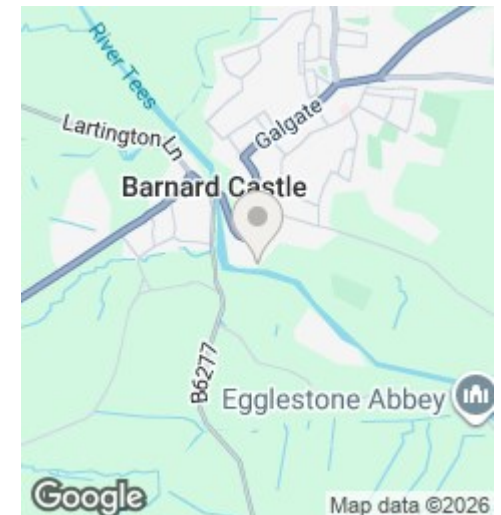 River Tees
Lartington Ln
Galgate
Barnard Castle
B6277
Egglestone Abbey
Google
Map data ©2026